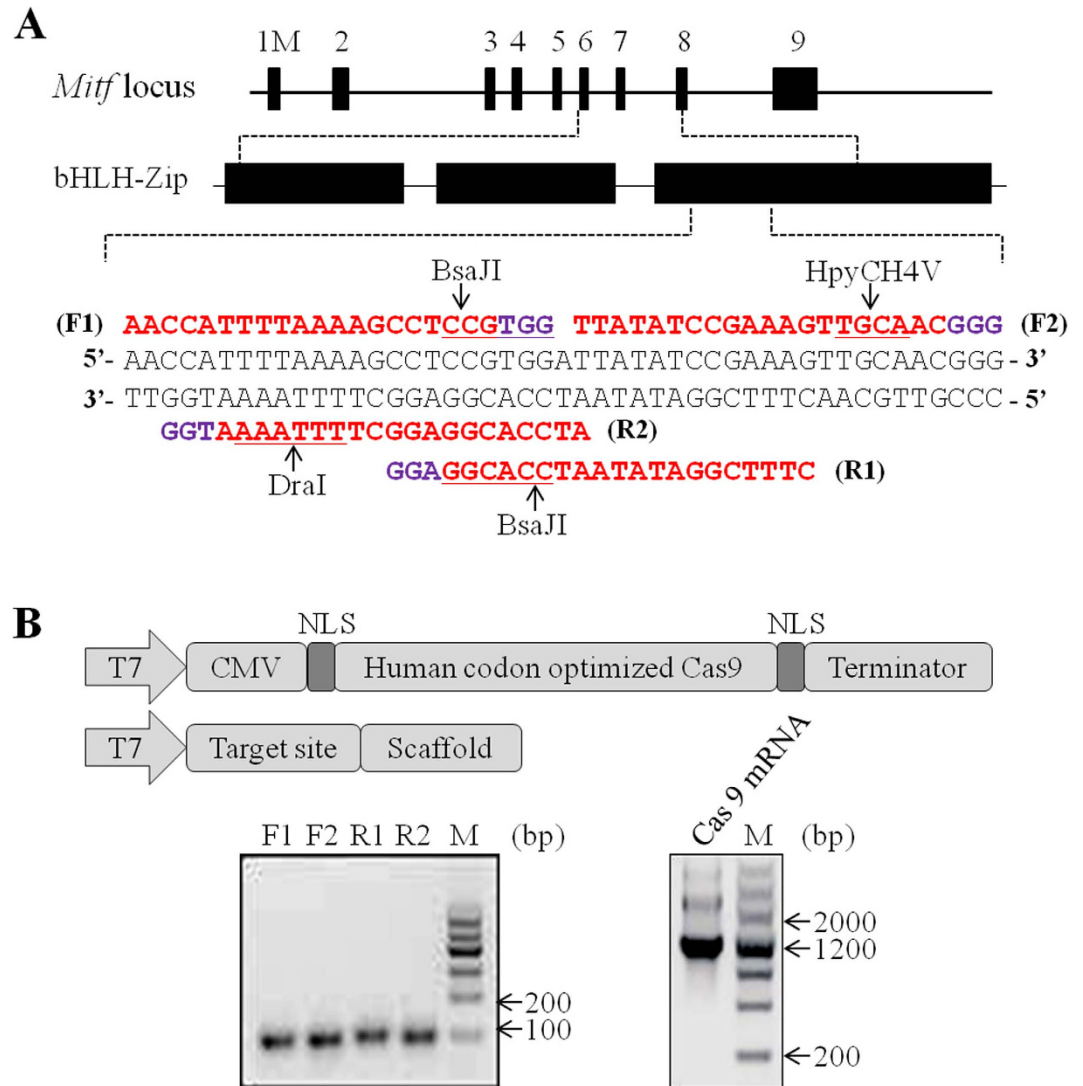 A
1M 2 3 4 5 6 7 8 9
Mitf locus
bHLH-Zip
BsaJI HpyCH4V
(F1) AACCATTTTAAAAGCCTCCGTGG TTATATCCGAAAGTTGCAACGGG (F2)
5’- AACCATTTTAAAAGCCTCCGTGGATTATATCCGAAAGTTGCAACGGG - 3’
3’- TTGGTAAAATTTTCGGAGGCACCTAATATAGGCTTTCAACGTTGCCC - 5’
GGTAAAATTTTCGGAGGCACCTA (R2)
GGAGGCACCTAATATAGGCTTTC (R1)
DraI
BsaJI
B
NLS NLS
T7 CMV Human codon optimized Cas9 Terminator
T7 Target site Scaffold
Cas 9 mRNA
F1 F2 R1 R2 M (bp) M (bp)
2000
1200
200
100
200